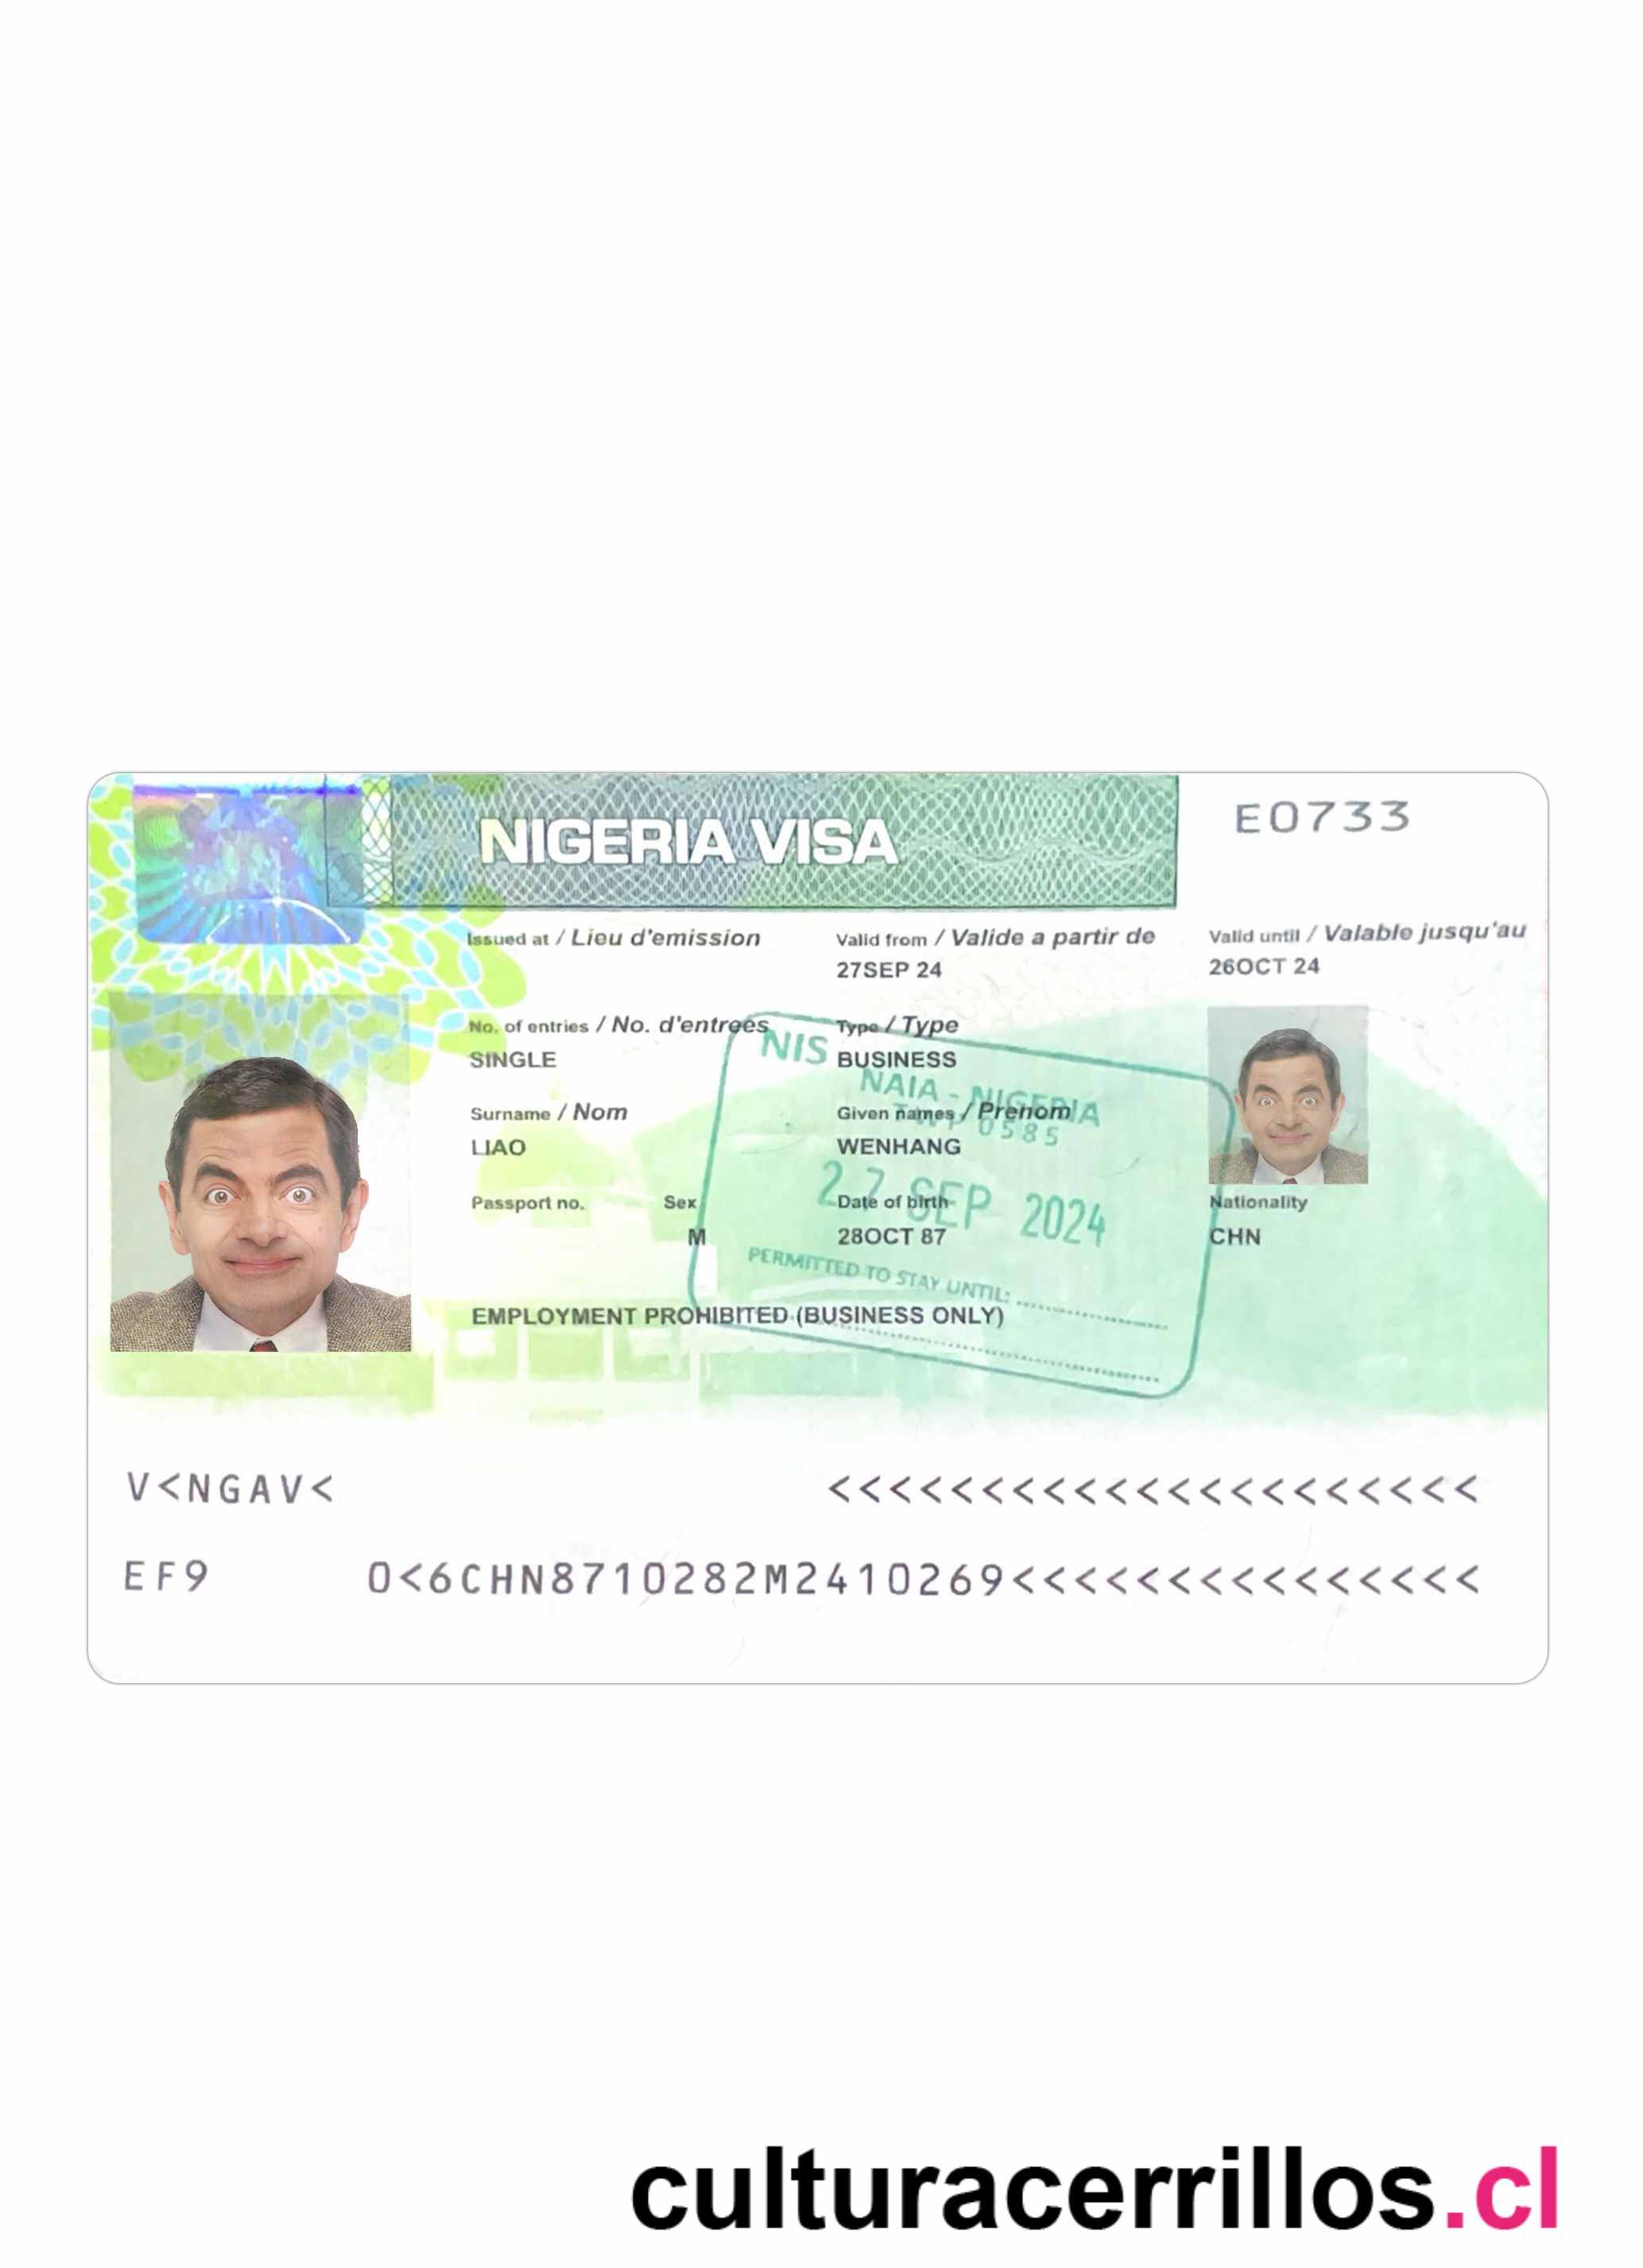 NIGERIA VISA
E0733
Issued at / Lieu d'emission Valid from / Valide a partir de Valid until / Valable jusqu'au
27SEP 24 26OCT 24
No. of entries / No. d'entrees Type / Type
SINGLE BUSINESS
NIS
NAIA - NIGERIA
0585
Surname / Nom Given names / Prenom
LIAO WENHANG
27 SEP 2024
Passport no. Sex Date of birth Nationality
M 28OCT 87 CHN
PERMITTED TO STAY UNTIL:
EMPLOYMENT PROHIBITED (BUSINESS ONLY)
V<NGAV< <<<<<<<<<<<<<<<<<<<<<
EF9 0<6CHN8710282M2410269<<<<<<<<<<<<<<<
culturacerrillos.cl